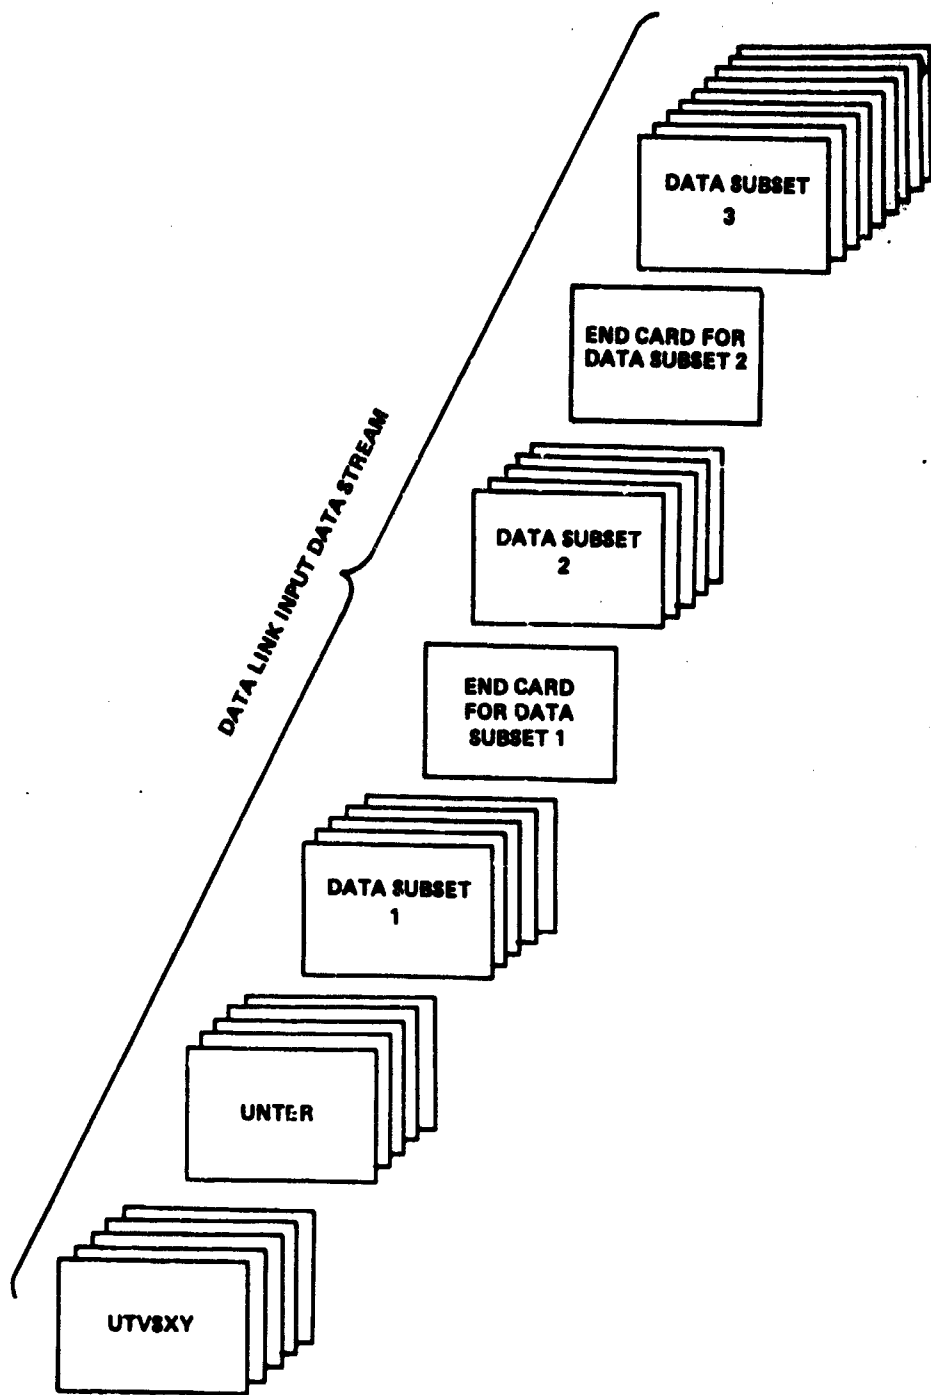 DATA SUBSET
3
END CARD FOR
DATA SUBSET 2
DATA LINK INPUT DATA STREAM
DATA SUBSET
2
END CARD
FOR DATA
SUBSET 1
DATA SUBSET
1
UNTER
UTVSXY